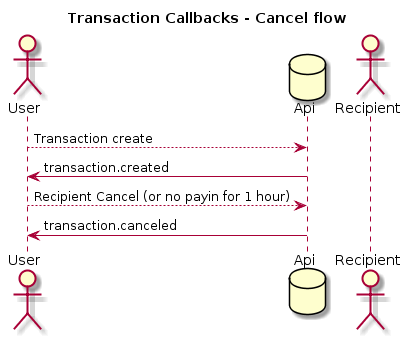 Transaction Callbacks - Cancel flow
User Api Recipient
Transaction create
transaction.created
Recipient Cancel (or no payin for 1 hour)
transaction.canceled
User Api Recipient